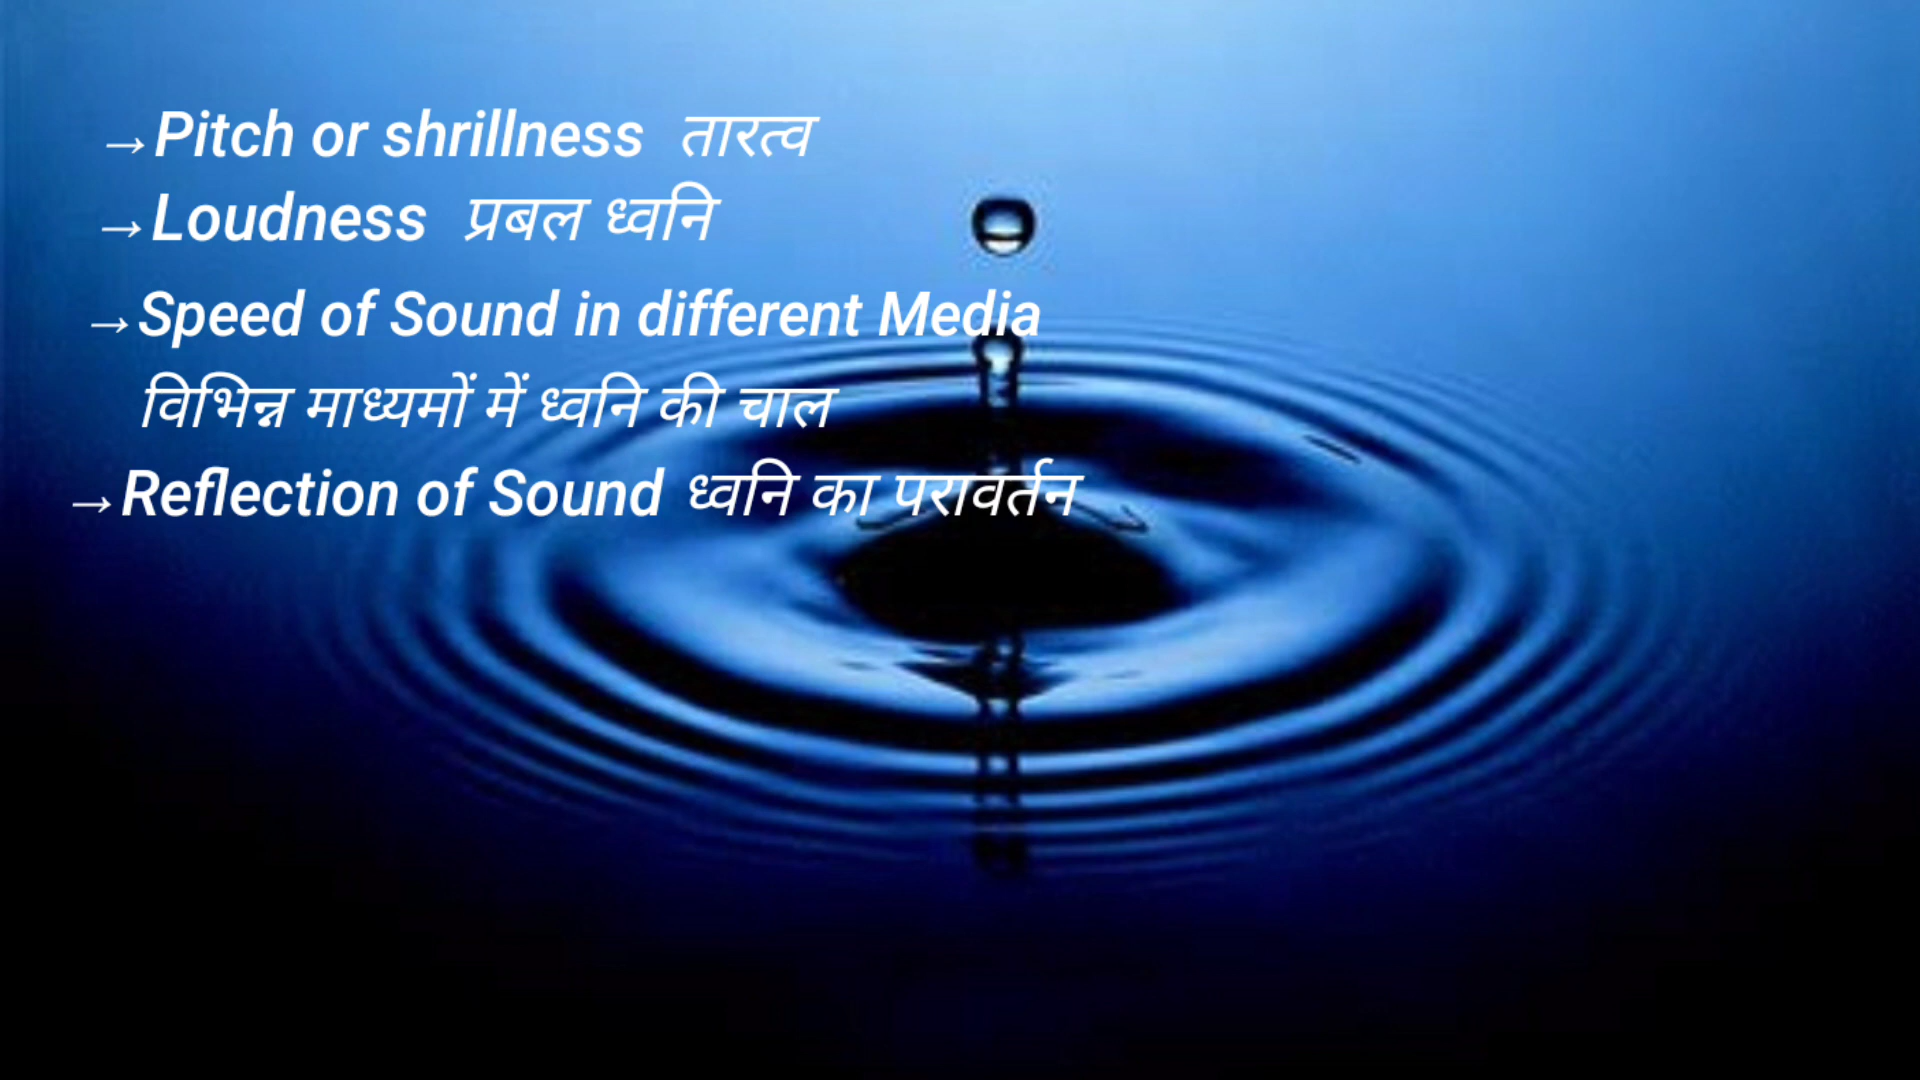 →Pitch or shrillness तारत्व
→Loudness प्रबल ध्वनि
→Speed of Sound in different Media
विभिन्न माध्यमों में ध्वनि की चाल
→Reflection of Sound ध्वनि का परावर्तन